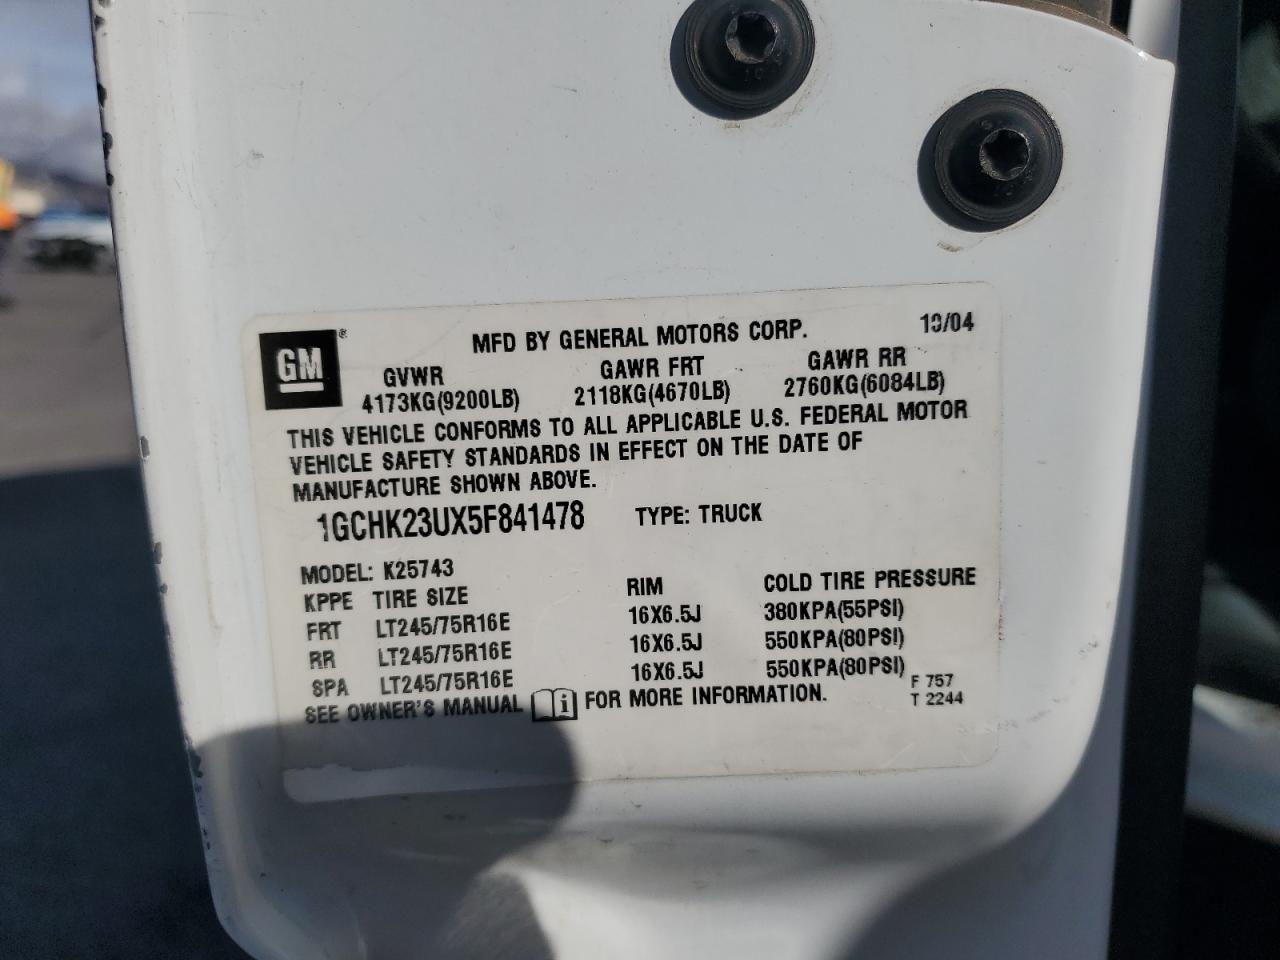 MFD BY GENERAL MOTORS CORP. 10/04
GM ®
GVWR GAWR FRT GAWR RR
4173KG(9200LB) 2118KG(4670LB) 2760KG(6084LB)
THIS VEHICLE CONFORMS TO ALL APPLICABLE U.S. FEDERAL MOTOR
VEHICLE SAFETY STANDARDS IN EFFECT ON THE DATE OF
MANUFACTURE SHOWN ABOVE.
1GCHK23UX5F841478 TYPE: TRUCK
MODEL: K25743
KPPE TIRE SIZE RIM COLD TIRE PRESSURE
FRT LT245/75R16E 16X6.5J 380KPA(55PSI)
RR LT245/75R16E 16X6.5J 550KPA(80PSI)
SPA LT245/75R16E 16X6.5J 550KPA(80PSI)
SEE OWNER'S MANUAL i FOR MORE INFORMATION.
F 757
T 2244